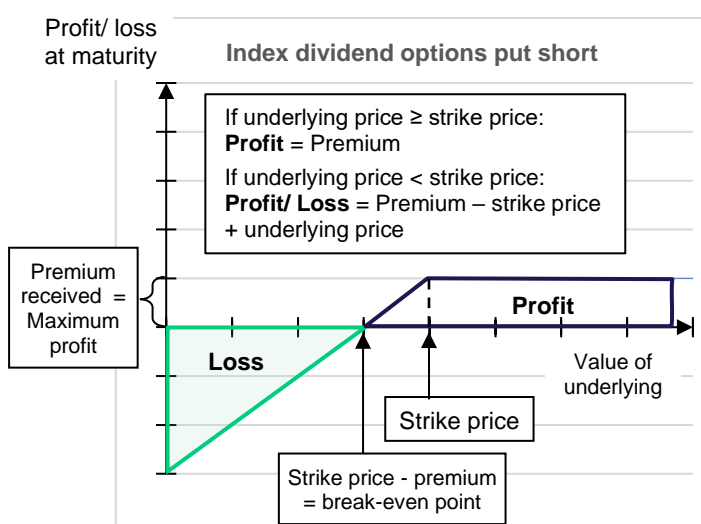 Profit/ loss
at maturity
Index dividend options put short
If underlying price ≥ strike price:
Profit = Premium
If underlying price < strike price:
Profit/ Loss = Premium – strike price
+ underlying price
Premium
received =
Maximum
profit
Profit
Loss
Value of
underlying
Strike price
Strike price - premium
= break-even point